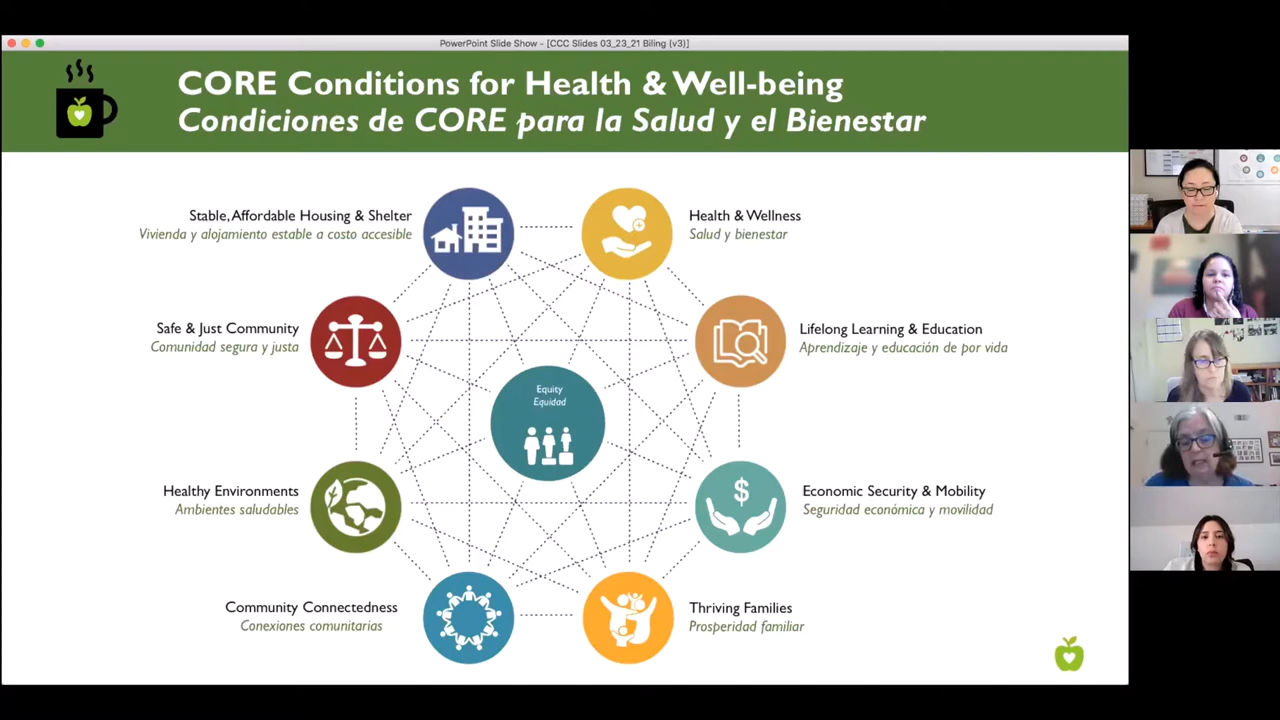 PowerPoint Slide Show - [CCC Slides 03_23_21 Biling (v3)]
CORE Conditions for Health & Well-being
Condiciones de CORE para la Salud y el Bienestar
Stable, Affordable Housing & Shelter
Vivienda y alojamiento estable a costo accesible
Health & Wellness
Salud y bienestar
Safe & Just Community
Comunidad segura y justa
Lifelong Learning & Education
Aprendizaje y educación de por vida
Equity
Equidad
$
Healthy Environments
Ambientes saludables
Economic Security & Mobility
Seguridad económica y movilidad
Community Connectedness
Conexiones comunitarias
Thriving Families
Prosperidad familiar